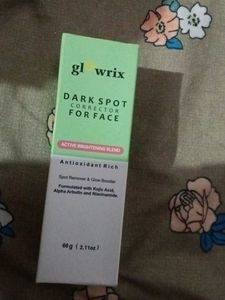 glowrix
DARK SPOT
CORRECTOR
FOR FACE
ACTIVE BRIGHTENING BLEND
Antioxidant Rich
Spot Remover & Glow Booster
Formulated with Kojic Acid,
Alpha Arbutin and Niacinamide.
60 g ( 2.11oz)